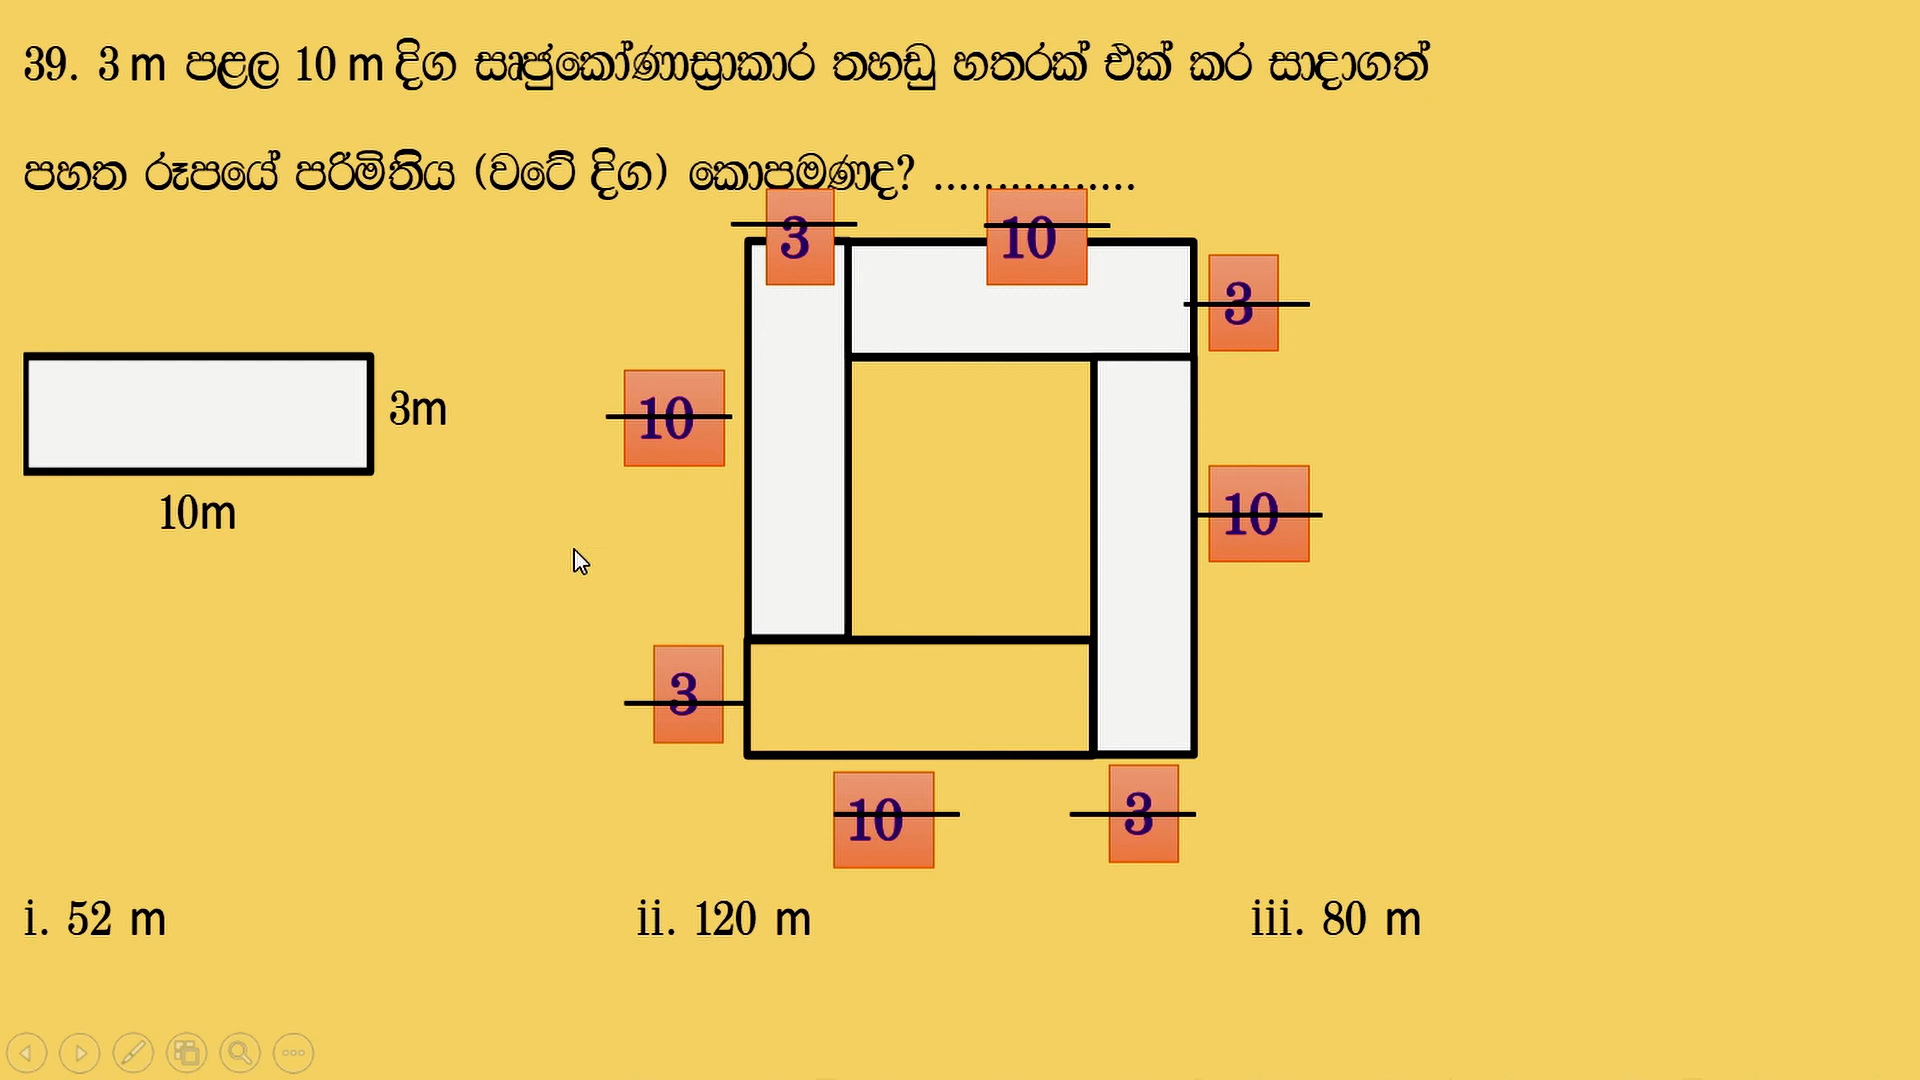 39. 3 m පළල 10 m දිග සෘජුකෝණාස්‍රාකාර තහඩු හතරක් එක් කර සාදාගත්
පහත රූපයේ පරිමිතිය (වටේ දිග) කොපමණද? ................
3
10
3
10
3m
10m
10
3
10
3
i. 52 m
ii. 120 m
iii. 80 m